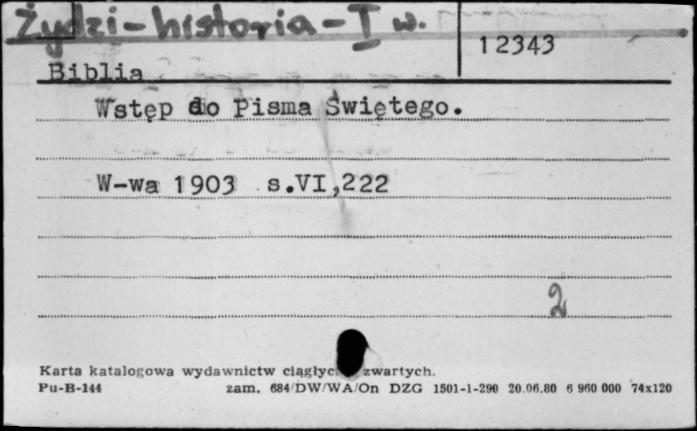 Żydzi-historia-I w.
12343
Biblia
Wstęp do Pisma Świętego.
W-wa 1903 s.VI,222
2
Karta katalogowa wydawnictw ciągłyc zwartych.
Pu-B-144 zam. 684/DW/WA/On DZG 1501-1-290 20.06.80 6 960 000 74x120